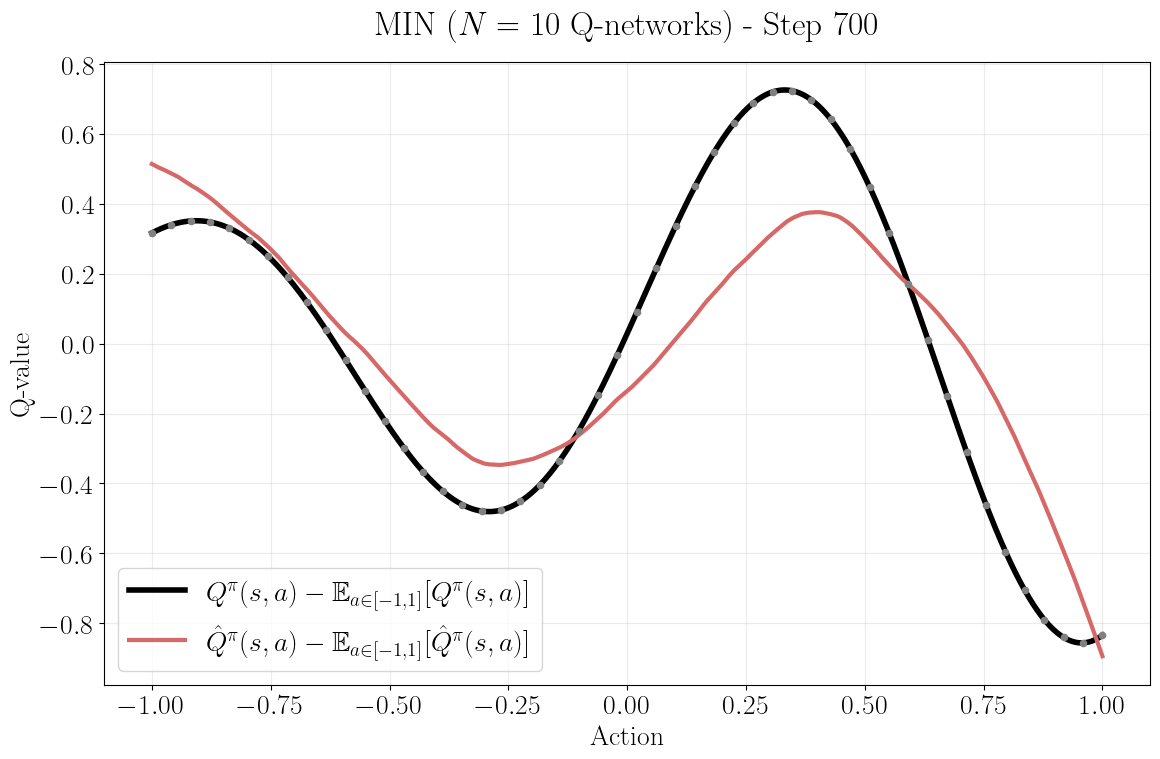 MIN (N = 10 Q-networks) - Step 700
Q-value
0.8
0.6
0.4
0.2
0.0
−0.2
−0.4
−0.6
−0.8
Q^π(s, a) − 𝔼_{a∈[−1,1]}[Q^π(s, a)]
Q̂^π(s, a) − 𝔼_{a∈[−1,1]}[Q̂^π(s, a)]
−1.00 −0.75 −0.50 −0.25 0.00 0.25 0.50 0.75 1.00
Action